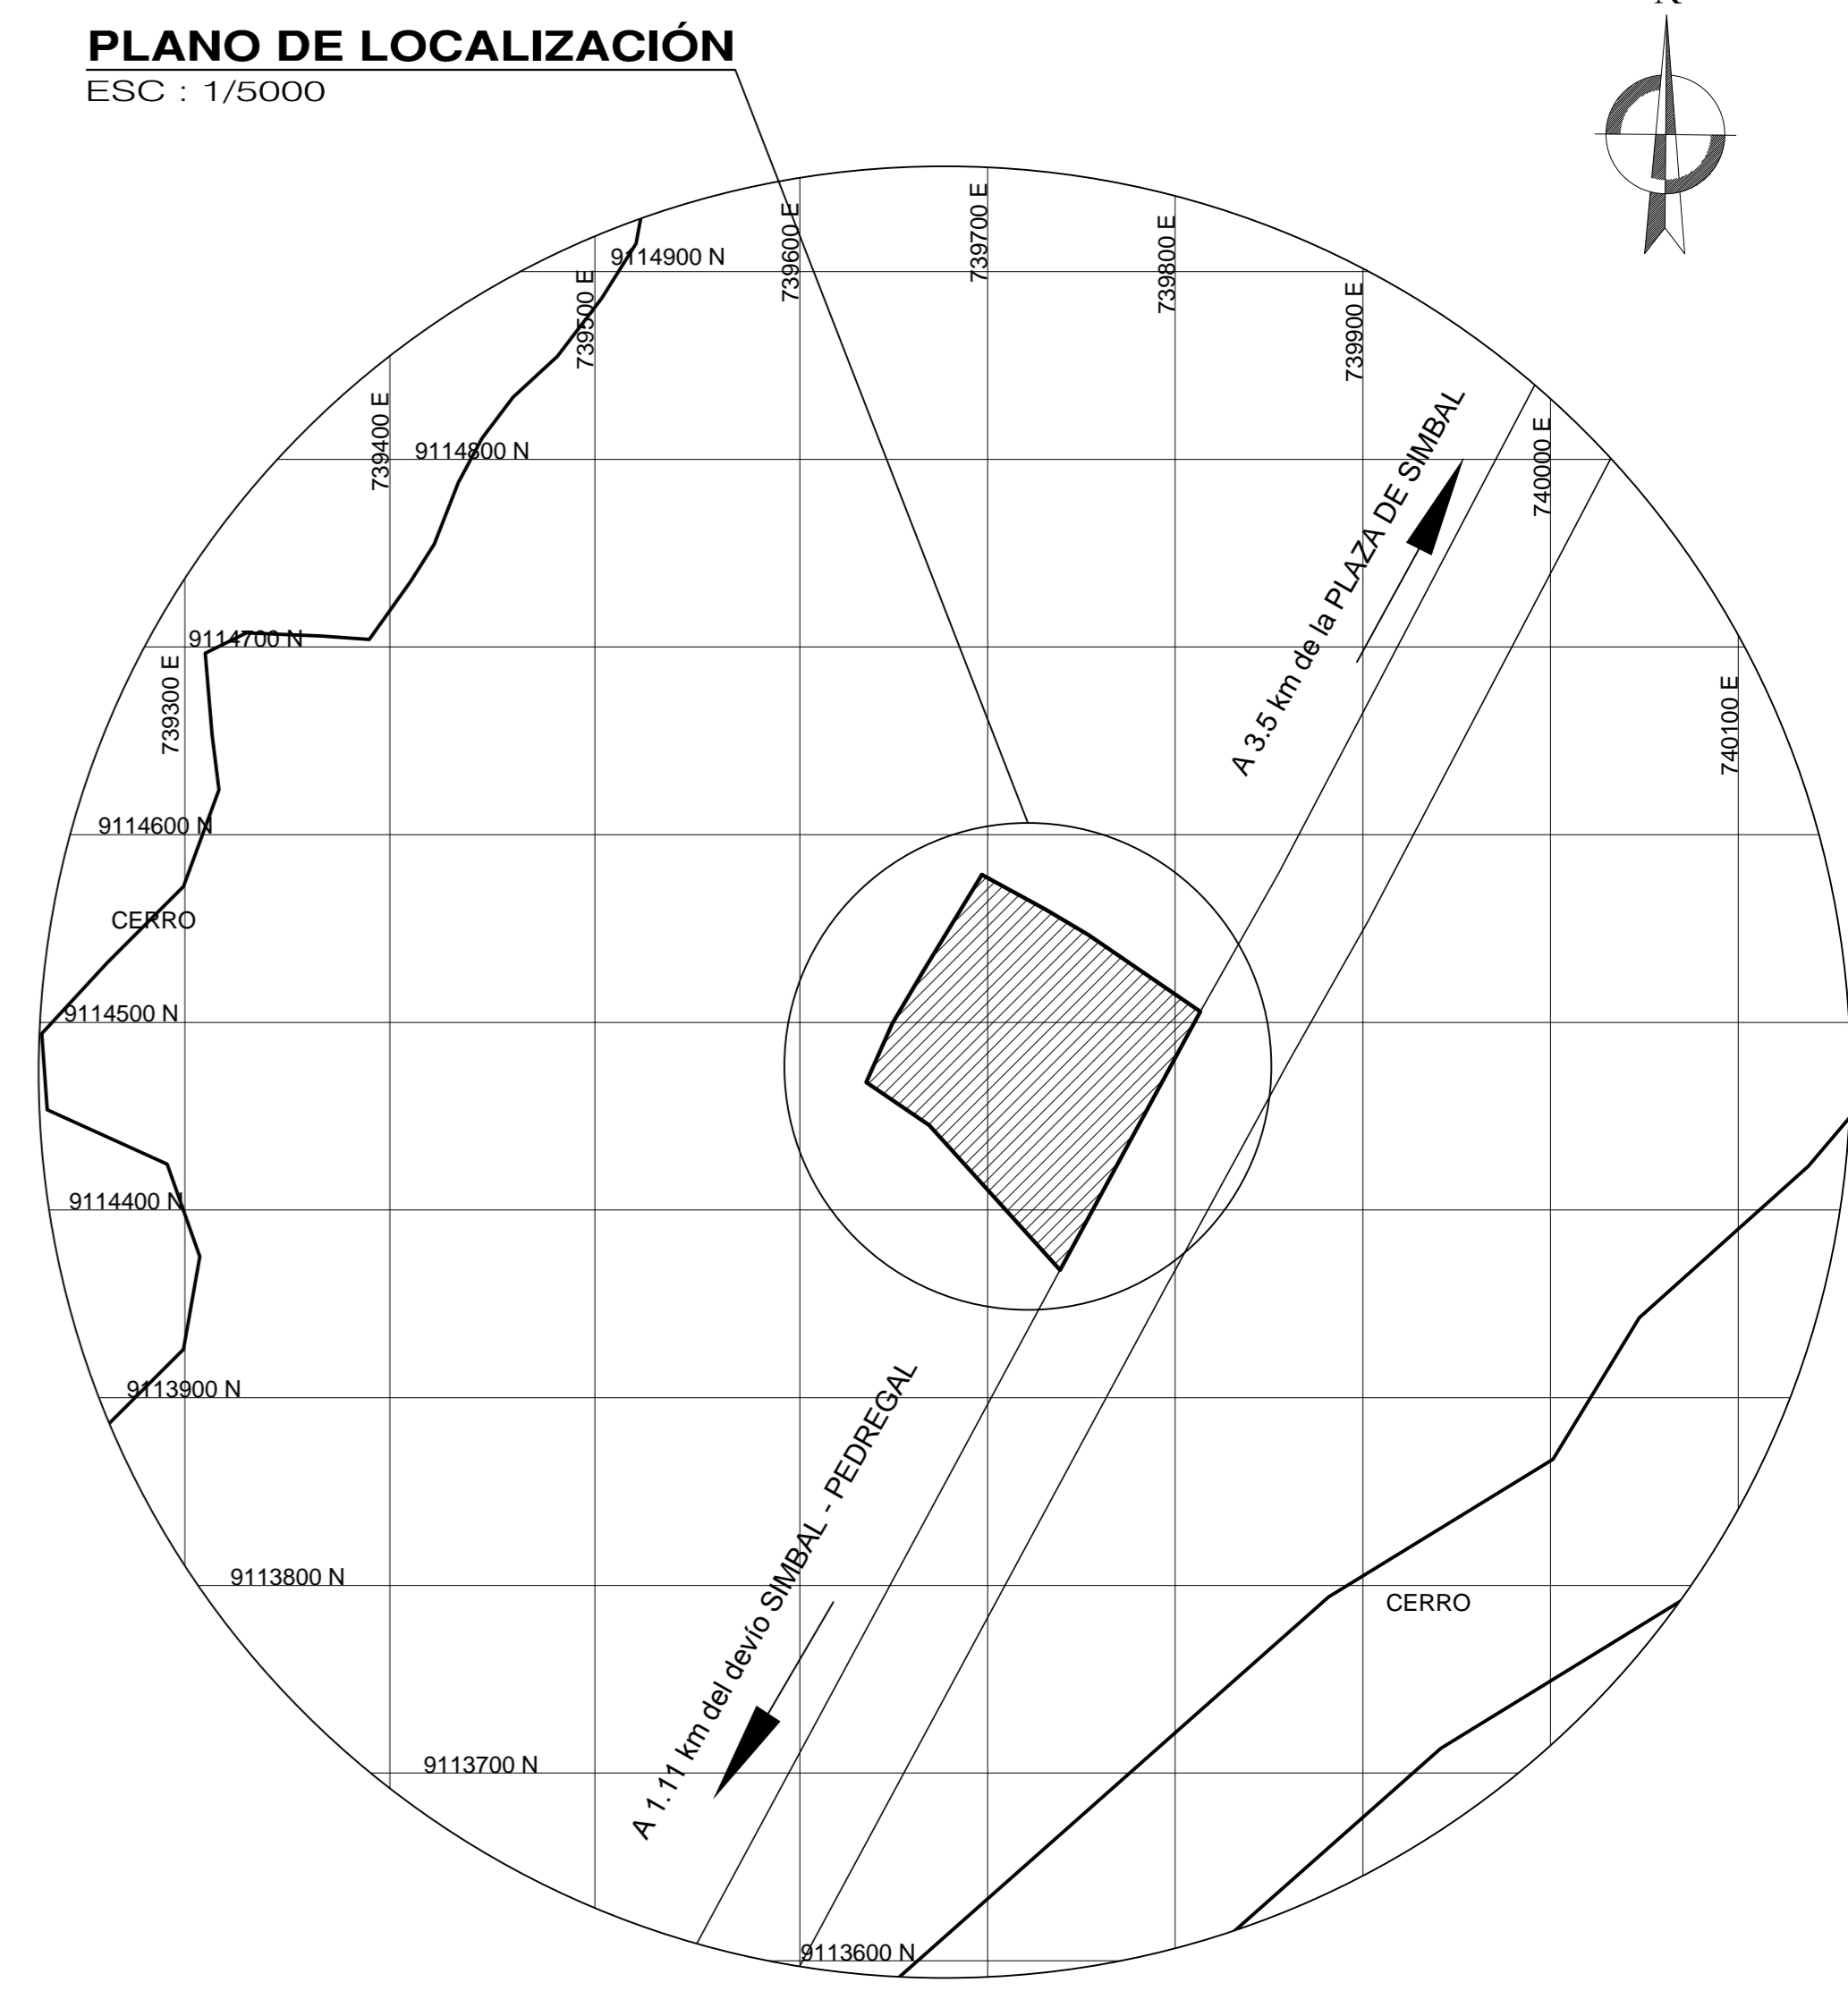 N
PLANO DE LOCALIZACIÓN
ESC : 1/5000
739300 E
739400 E
739500 E
739600 E
739700 E
739800 E
739900 E
740000 E
740100 E
9114900 N
9114800 N
9114700 N
9114600 N
CERRO
9114500 N
9114400 N
9113900 N
9113800 N
9113700 N
9113600 N
A 3.5 km de la PLAZA DE SIMBAL
A 1.11 km del devío SIMBAL - PEDREGAL
CERRO